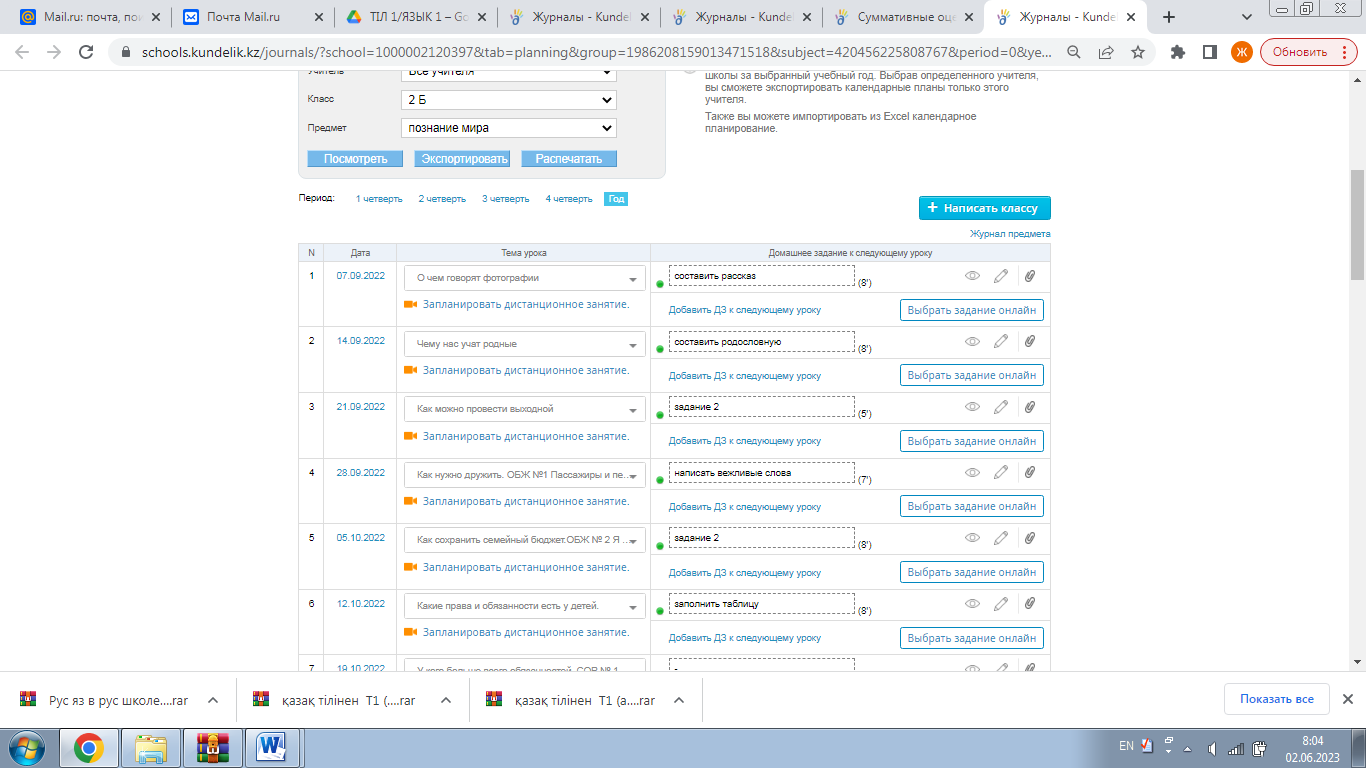 Mail.ru: почта, пои
Почта Mail.ru
ТІЛ 1/ЯЗЫК 1 – Go
Журналы - Kundel
Журналы - Kundel
Суммативные оце
Журналы - Kundel
schools.kundelik.kz/journals/?school=1000002120397&tab=planning&group=1986208159013471518&subject=420456225808767&period=0&ye...
Ж
Обновить
Учитель
Все учителя
Класс
2 Б
Предмет
познание мира
Посмотреть
Экспортировать
Распечатать
школы за выбранный учебный год. Выбрав определенного учителя,
вы сможете экспортировать календарные планы только этого
учителя.
Также вы можете импортировать из Excel календарное
планирование.
Период: 1 четверть 2 четверть 3 четверть 4 четверть Год
+ Написать классу
Журнал предмета
N Дата Тема урока Домашнее задание к следующему уроку
1 07.09.2022 О чем говорят фотографии составить рассказ (8')
Запланировать дистанционное занятие. Добавить ДЗ к следующему уроку Выбрать задание онлайн
2 14.09.2022 Чему нас учат родные составить родословную (8')
Запланировать дистанционное занятие. Добавить ДЗ к следующему уроку Выбрать задание онлайн
3 21.09.2022 Как можно провести выходной задание 2 (5')
Запланировать дистанционное занятие. Добавить ДЗ к следующему уроку Выбрать задание онлайн
4 28.09.2022 Как нужно дружить. ОБЖ №1 Пассажиры и пе... написать вежливые слова (7')
Запланировать дистанционное занятие. Добавить ДЗ к следующему уроку Выбрать задание онлайн
5 05.10.2022 Как сохранить семейный бюджет.ОБЖ № 2 Я ... задание 2 (8')
Запланировать дистанционное занятие. Добавить ДЗ к следующему уроку Выбрать задание онлайн
6 12.10.2022 Какие права и обязанности есть у детей. заполнить таблицу (8')
Запланировать дистанционное занятие. Добавить ДЗ к следующему уроку Выбрать задание онлайн
7 19.10.2022 У кого больше всего обязанностей. СОР № 1 -
Рус яз в рус школе....rar
қазақ тілінен Т1 (....rar
қазақ тілінен Т1 (а....rar
Показать все
W
EN
8:04
02.06.2023